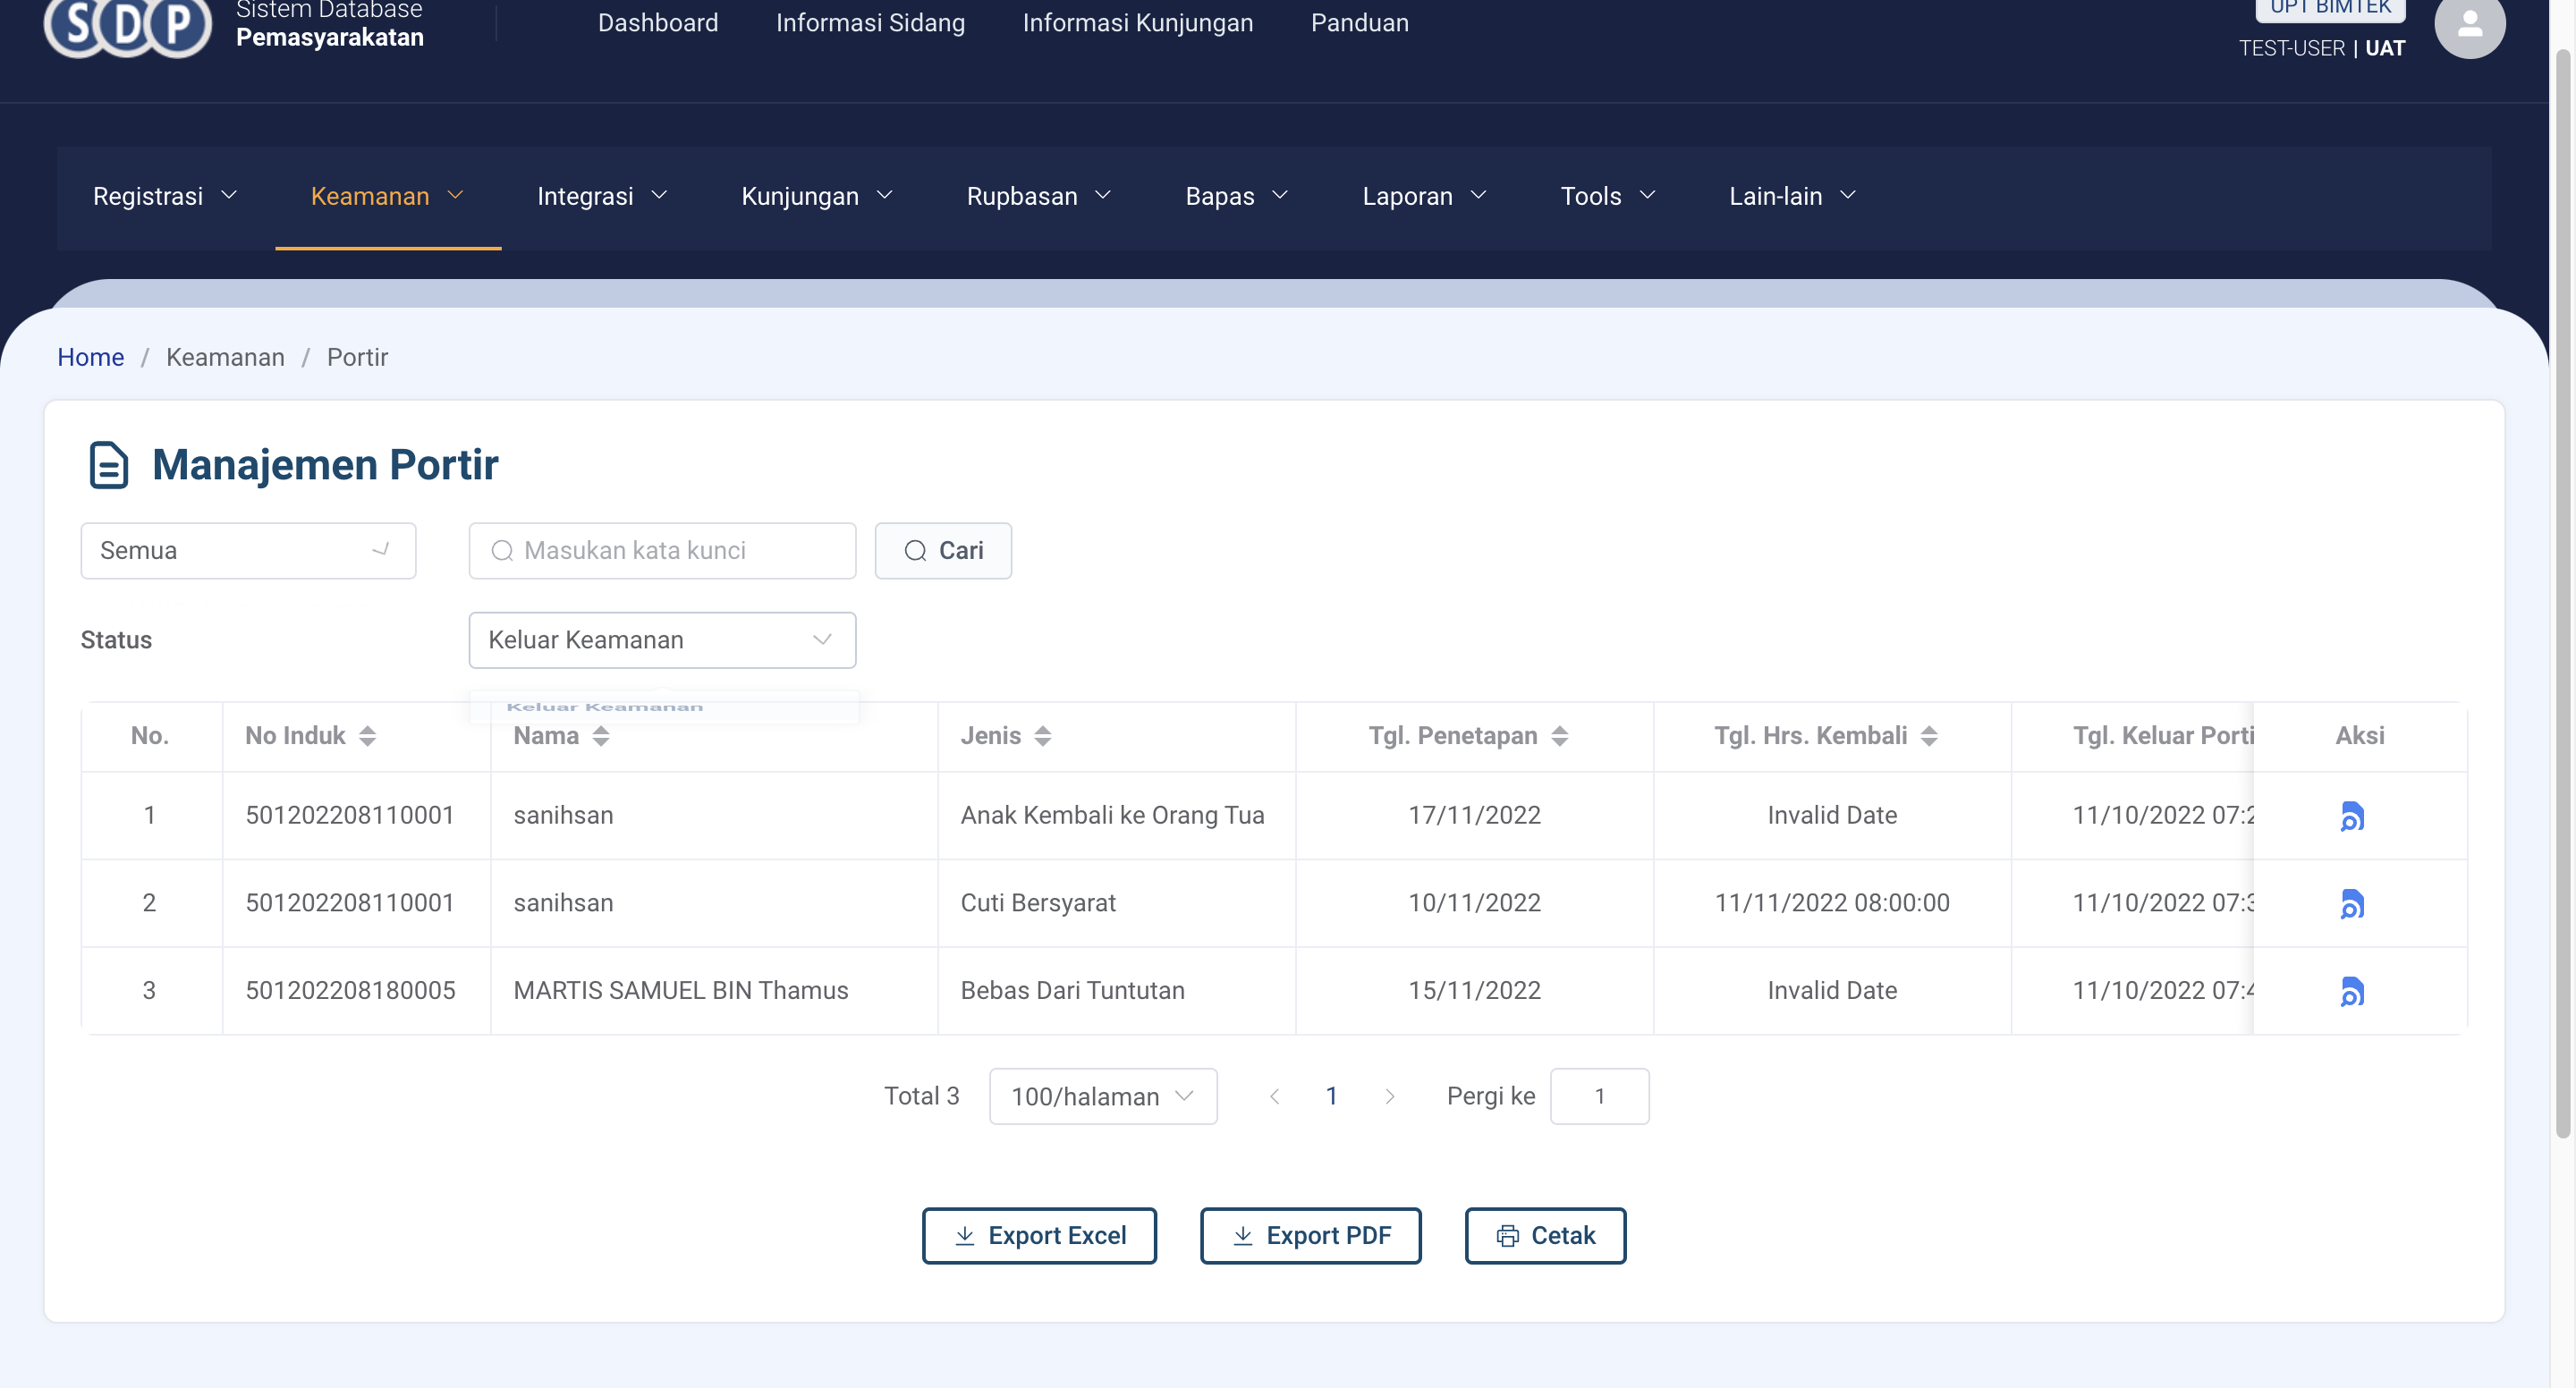 SDP
Sistem Database
Pemasyarakatan
Dashboard
Informasi Sidang
Informasi Kunjungan
Panduan
UPT BIMTEK
TEST-USER | UAT
Registrasi
Keamanan
Integrasi
Kunjungan
Rupbasan
Bapas
Laporan
Tools
Lain-lain
Home / Keamanan / Portir
Manajemen Portir
Semua
Masukan kata kunci
Cari
Status
Keluar Keamanan
Keluar Keamanan
No. No Induk Nama Jenis Tgl. Penetapan Tgl. Hrs. Kembali Tgl. Keluar Porti Aksi
1 501202208110001 sanihsan Anak Kembali ke Orang Tua 17/11/2022 Invalid Date 11/10/2022 07:2
2 501202208110001 sanihsan Cuti Bersyarat 10/11/2022 11/11/2022 08:00:00 11/10/2022 07:3
3 501202208180005 MARTIS SAMUEL BIN Thamus Bebas Dari Tuntutan 15/11/2022 Invalid Date 11/10/2022 07:4
Total 3 100/halaman 1 Pergi ke 1
Export Excel
Export PDF
Cetak